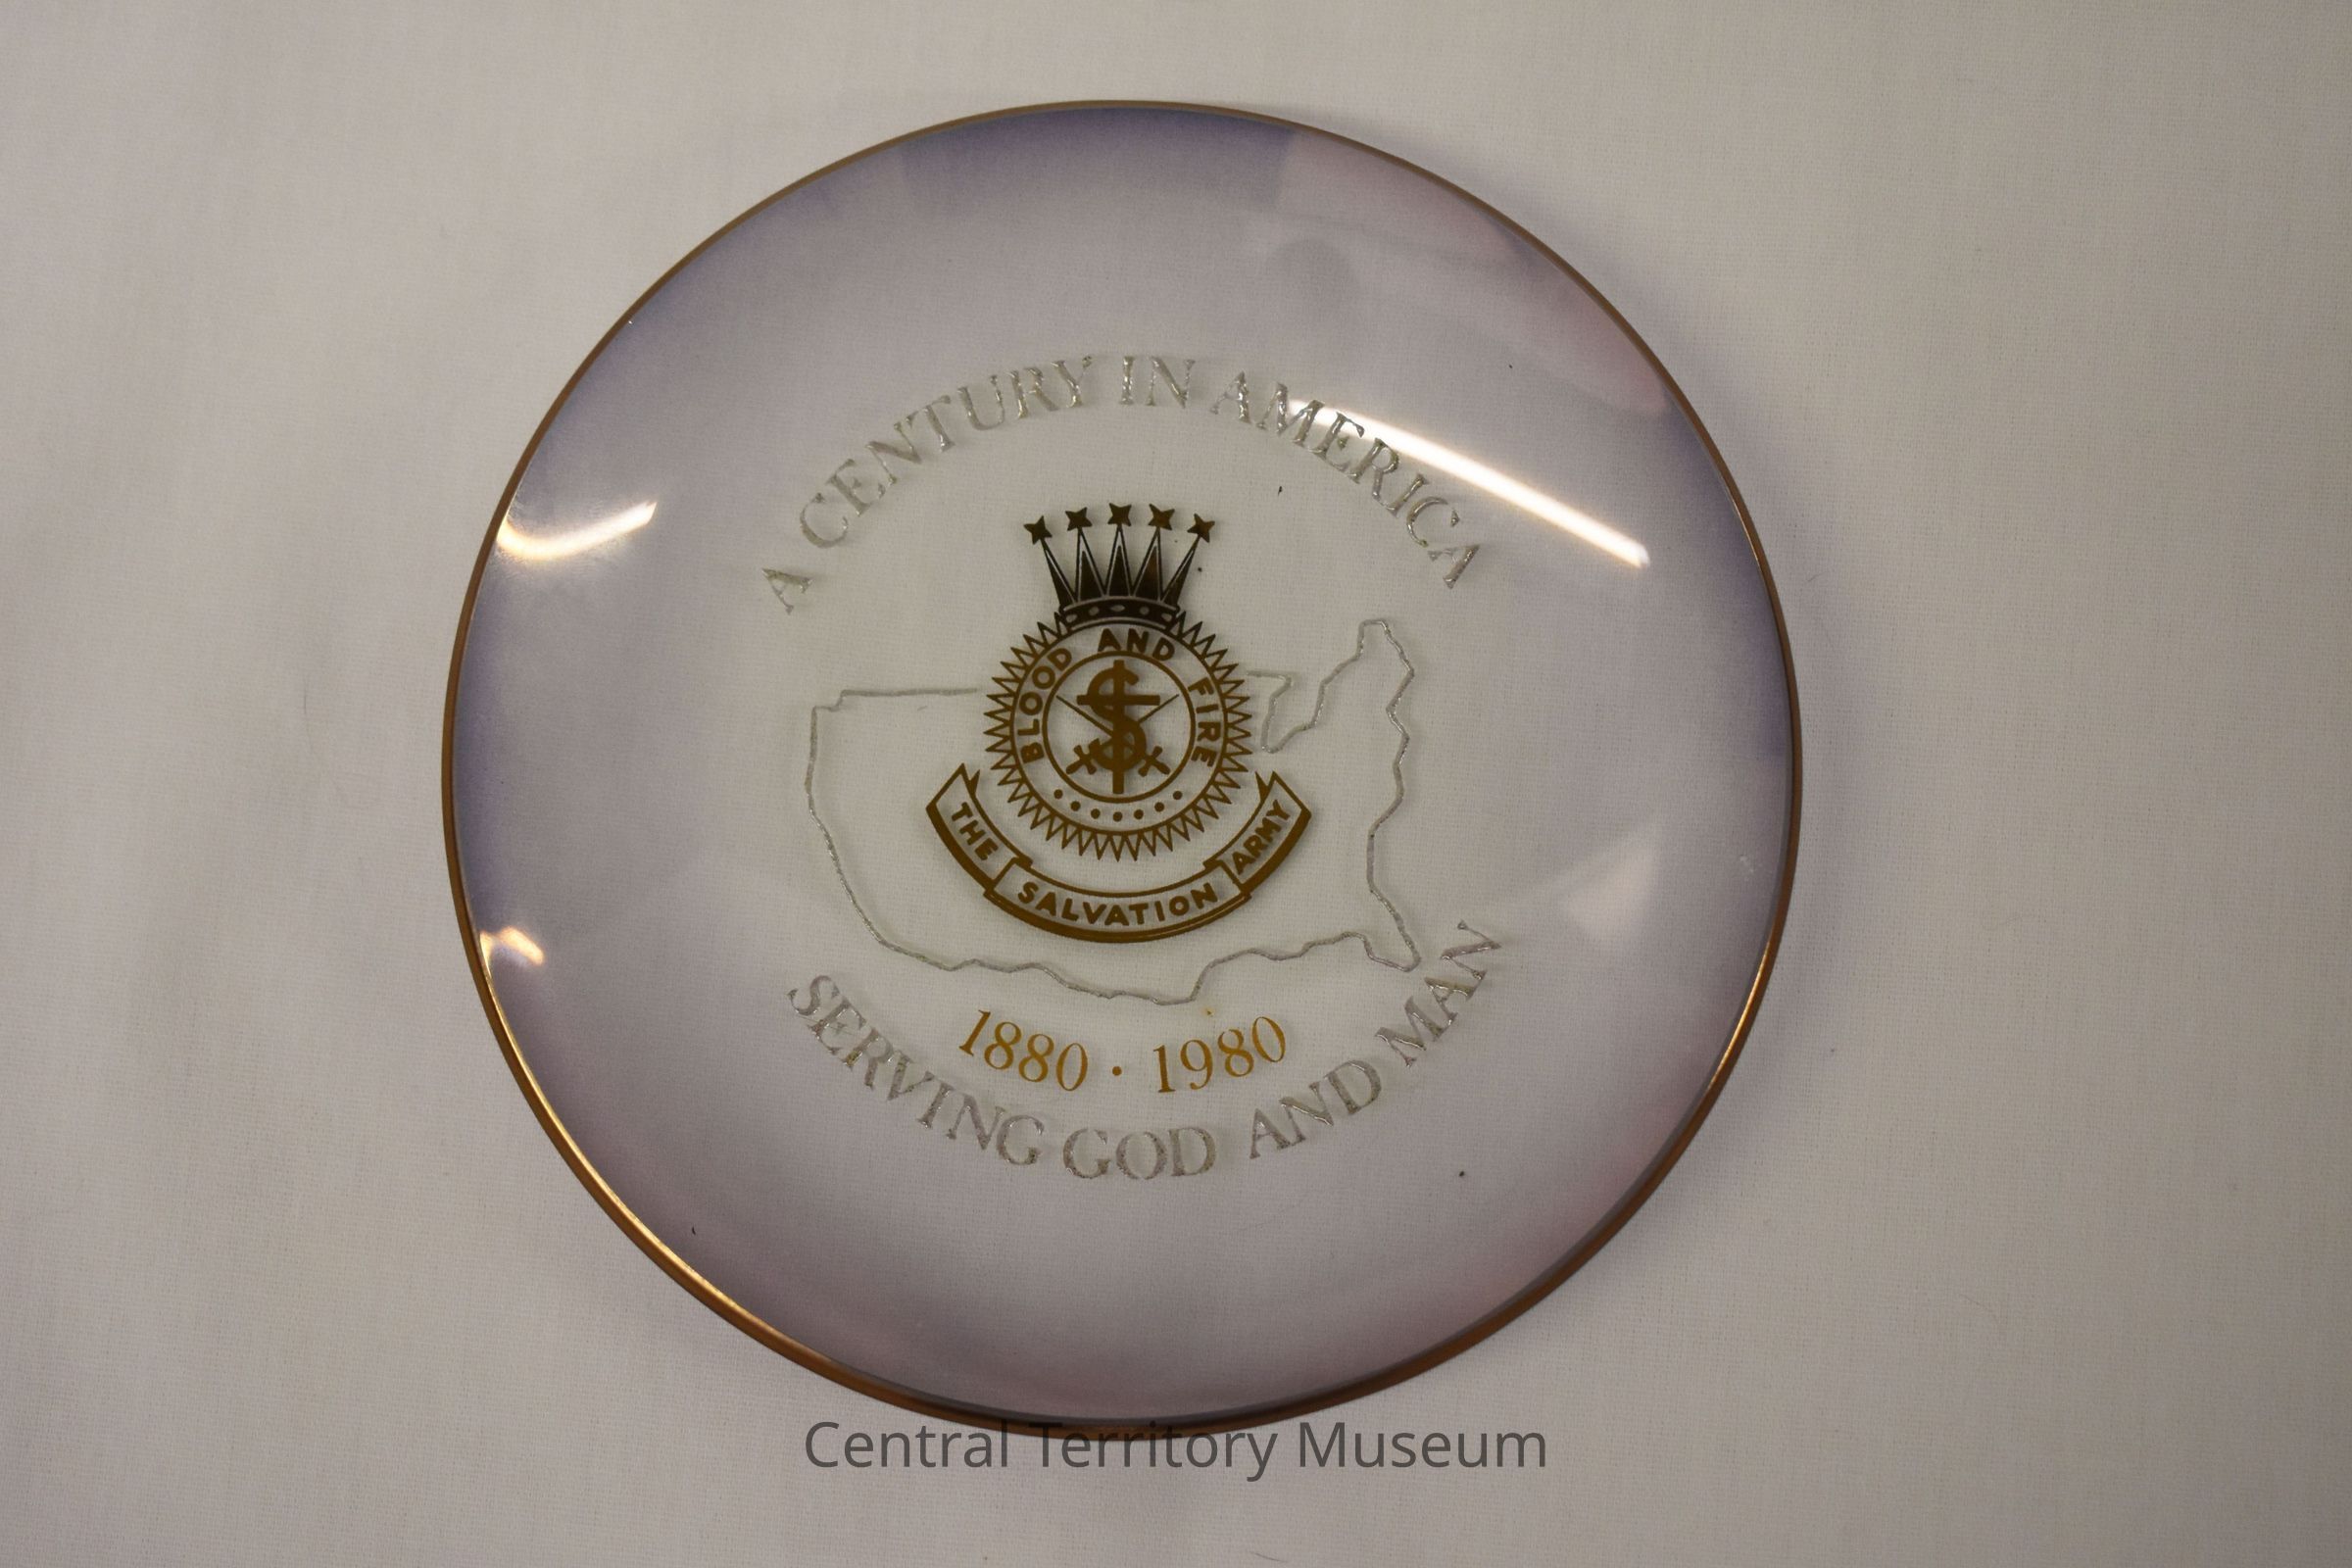 A CENTURY IN AMERICA
BLOOD AND FIRE
S
THE SALVATION ARMY
1880 · 1980
SERVING GOD AND MAN
Central Territory Museum